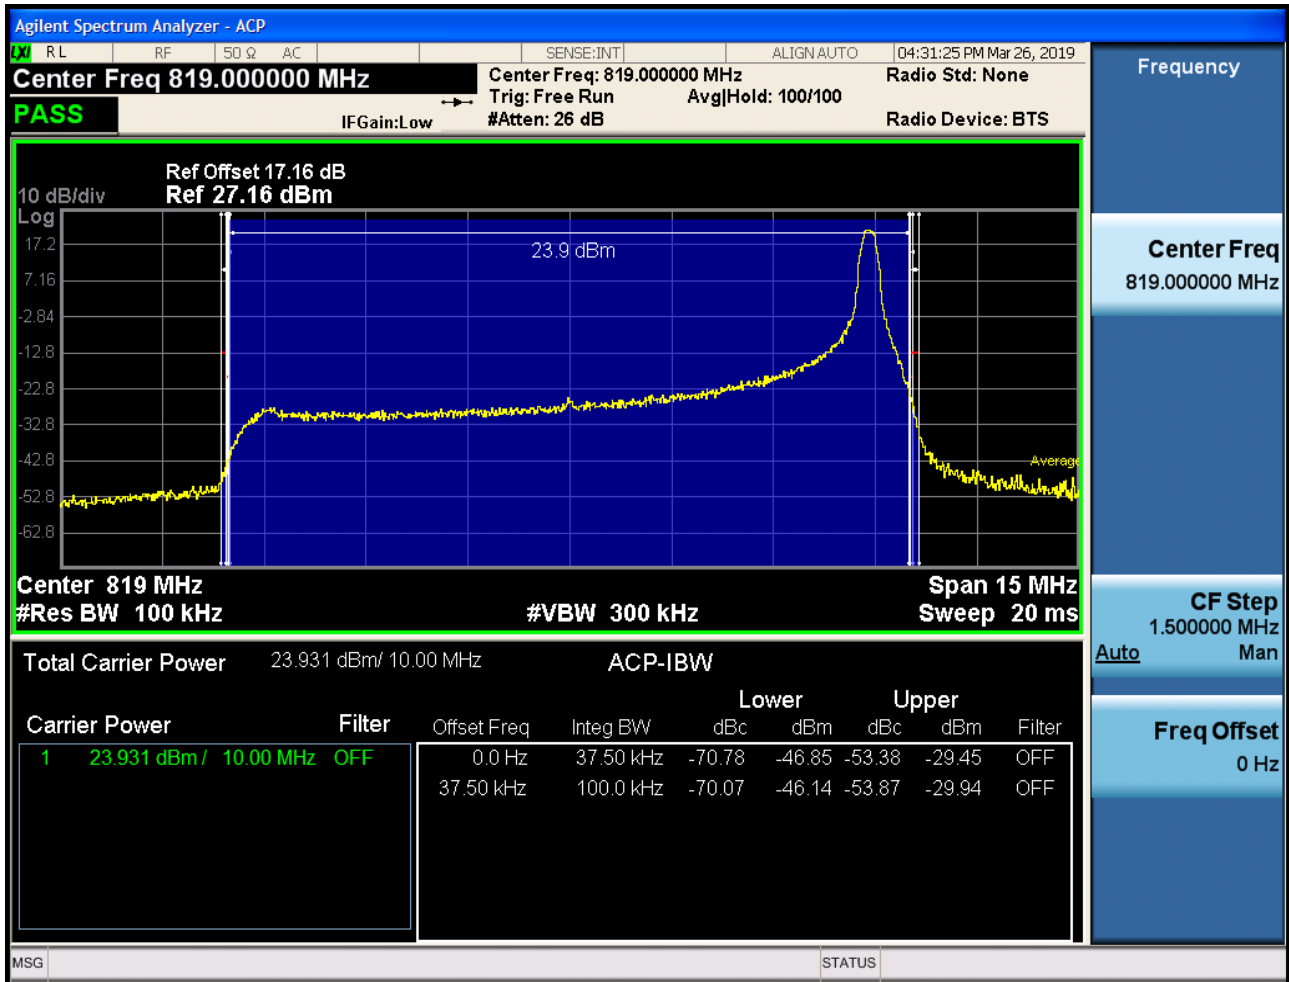 Agilent Spectrum Analyzer - ACP
LXI RL RF 50 Ω AC SENSE:INT ALIGN AUTO 04:31:25 PM Mar 26, 2019
Center Freq 819.000000 MHz
Center Freq: 819.000000 MHz
Radio Std: None
Trig: Free Run
Avg|Hold: 100/100
PASS
IFGain:Low
#Atten: 26 dB
Radio Device: BTS
Frequency
Ref Offset 17.16 dB
10 dB/div
Ref 27.16 dBm
Log
17.2
7.16
-2.84
-12.8
-22.8
-32.8
-42.8
-52.8
-62.8
23.9 dBm
Average
Center 819 MHz
Span 15 MHz
#Res BW 100 kHz
#VBW 300 kHz
Sweep 20 ms
Center Freq
819.000000 MHz
CF Step
1.500000 MHz
Auto Man
Freq Offset
0 Hz
Total Carrier Power 23.931 dBm/ 10.00 MHz
ACP-IBW
Lower Upper
Carrier Power Filter
Offset Freq Integ BW dBc dBm dBc dBm Filter
1 23.931 dBm / 10.00 MHz OFF
0.0 Hz 37.50 kHz -70.78 -46.85 -53.38 -29.45 OFF
37.50 kHz 100.0 kHz -70.07 -46.14 -53.87 -29.94 OFF
MSG
STATUS